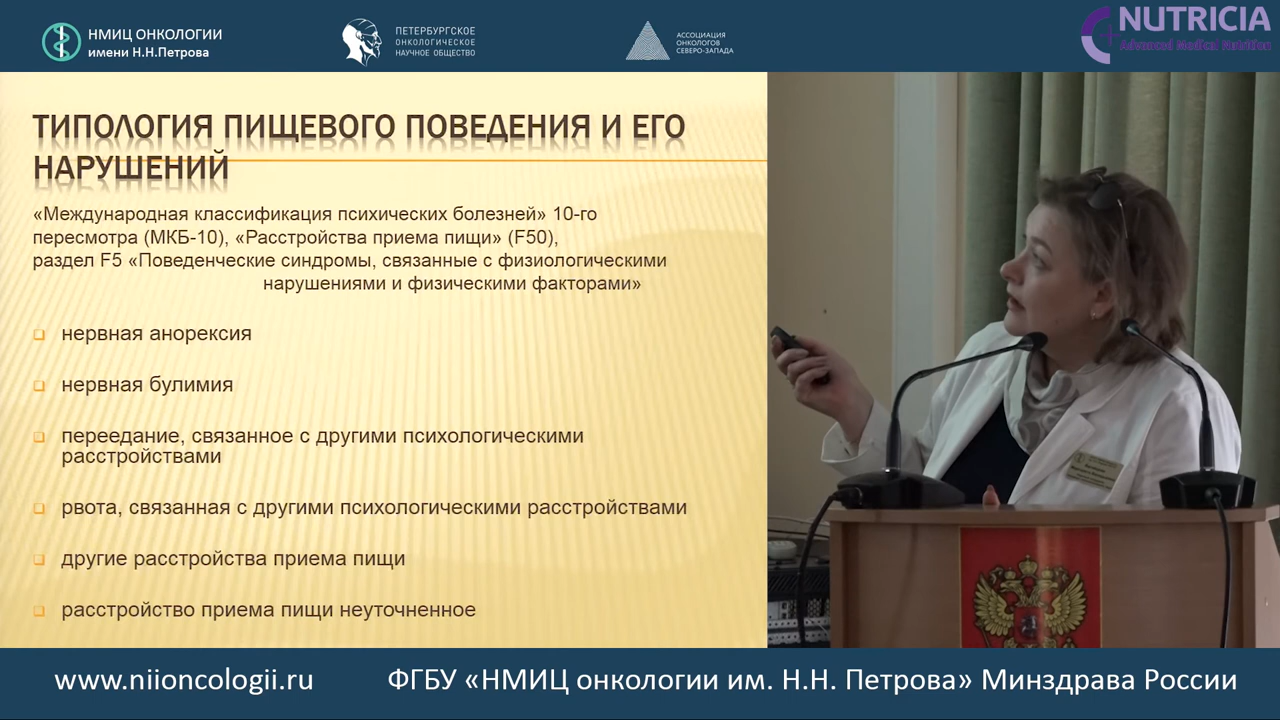 НМИЦ ОНКОЛОГИИ
имени Н.Н.Петрова
ПЕТЕРБУРГСКОЕ
ОНКОЛОГИЧЕСКОЕ
НАУЧНОЕ ОБЩЕСТВО
АССОЦИАЦИЯ
ОНКОЛОГОВ
СЕВЕРО-ЗАПАДА
NUTRICIA
Advanced Medical Nutrition
ТИПОЛОГИЯ ПИЩЕВОГО ПОВЕДЕНИЯ И ЕГО
НАРУШЕНИЙ
«Международная классификация психических болезней» 10-го
пересмотра (МКБ-10), «Расстройства приема пищи» (F50),
раздел F5 «Поведенческие синдромы, связанные с физиологическими
нарушениями и физическими факторами»
нервная анорексия
нервная булимия
переедание, связанное с другими психологическими
расстройствами
рвота, связанная с другими психологическими расстройствами
другие расстройства приема пищи
расстройство приема пищи неуточненное
www.niioncologii.ru
ФГБУ «НМИЦ онкологии им. Н.Н. Петрова» Минздрава России